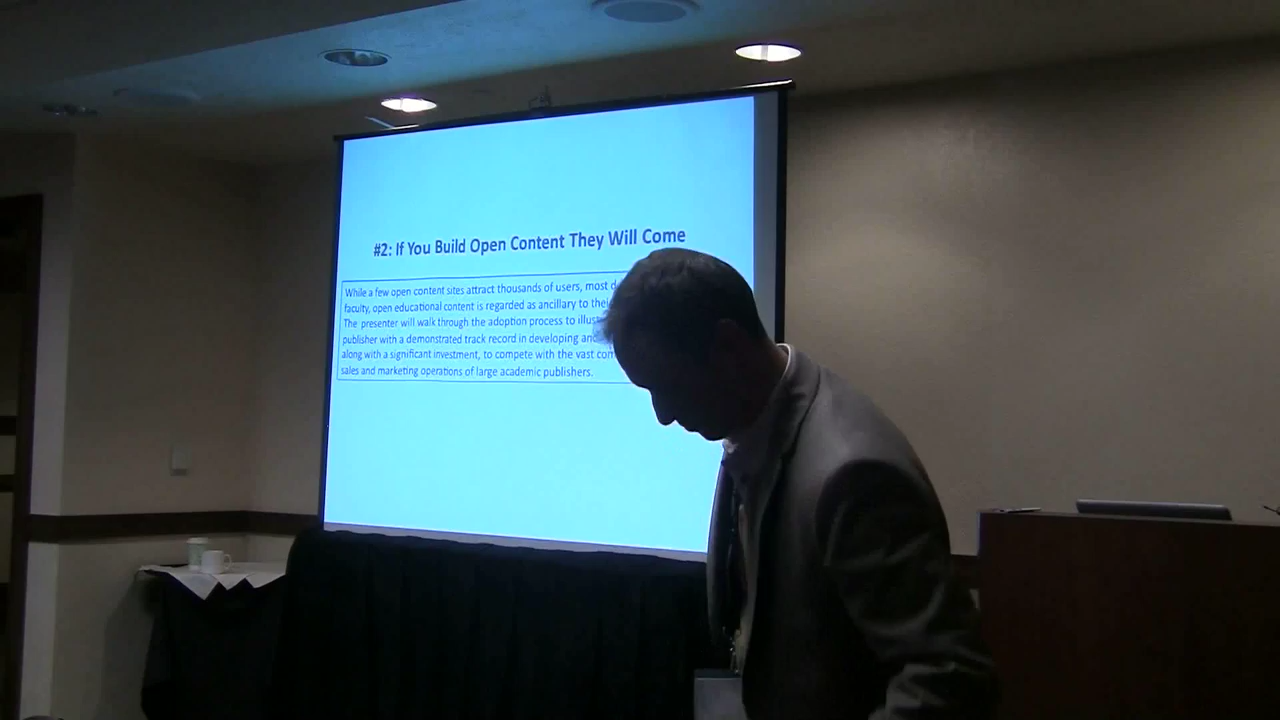 #2: If You Build Open Content They Will Come
While a few open content sites attract thousands of users, most
faculty, open educational content is regarded as ancillary to
The presenter will walk through the adoption process to
publisher with a demonstrated track record in developing and
along with a significant investment, to compete with the vast
sales and marketing operations of large academic publishers.